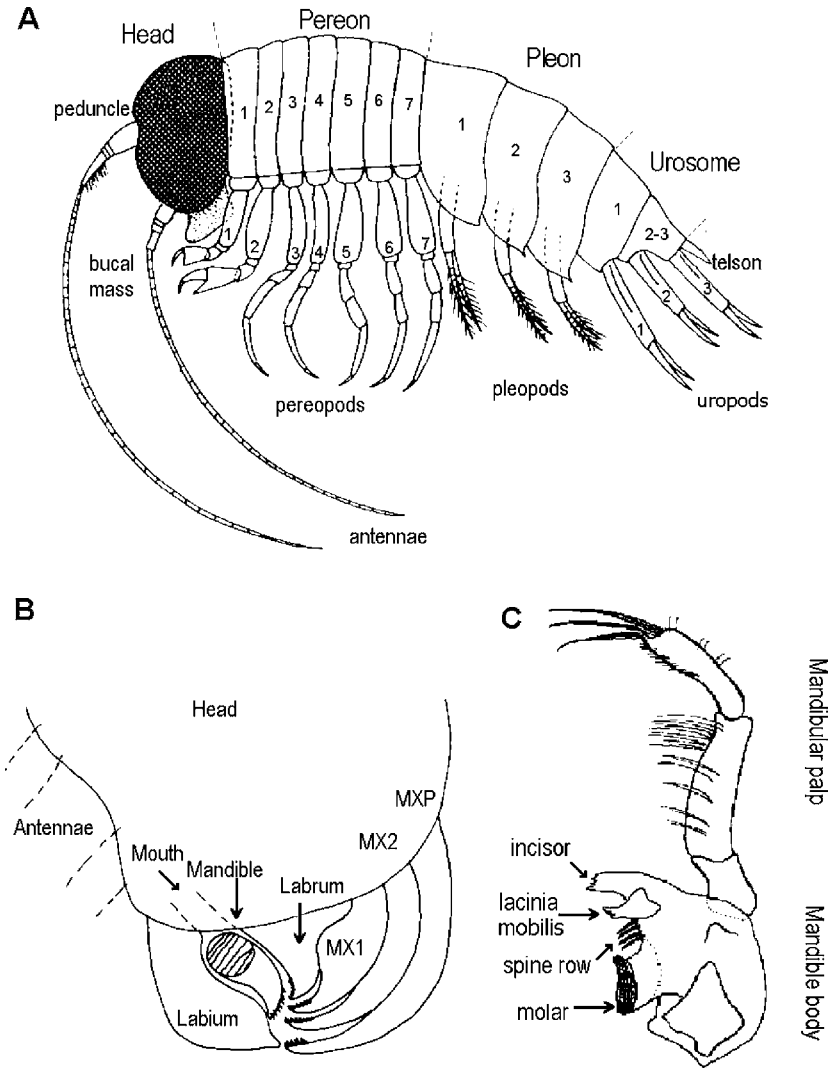 A
Head
Pereon
Pleon
Urosome
peduncle
1 2 3 4 5 6 7
1
2
3
1
2-3
telson
1 2 3 4 5 6 7
bucal
mass
1 2 3
pereopods
pleopods
uropods
antennae
B
Head
Antennae
Mouth
Mandible
Labrum
MXP
MX2
MX1
Labium
C
Mandibular palp
incisor
lacinia
mobilis
spine row
molar
Mandible body